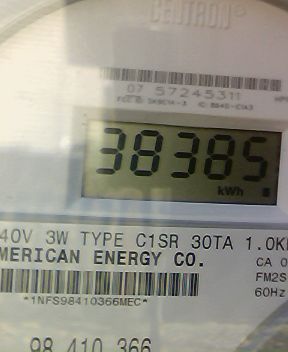 CENTRON®
07 57245311
38385
kWh
40V 3W TYPE C1SR 30TA 1.0K
MERICAN ENERGY CO.
CA 0
FM2S
60Hz
*1NFS98410366MEC*
98 410 366